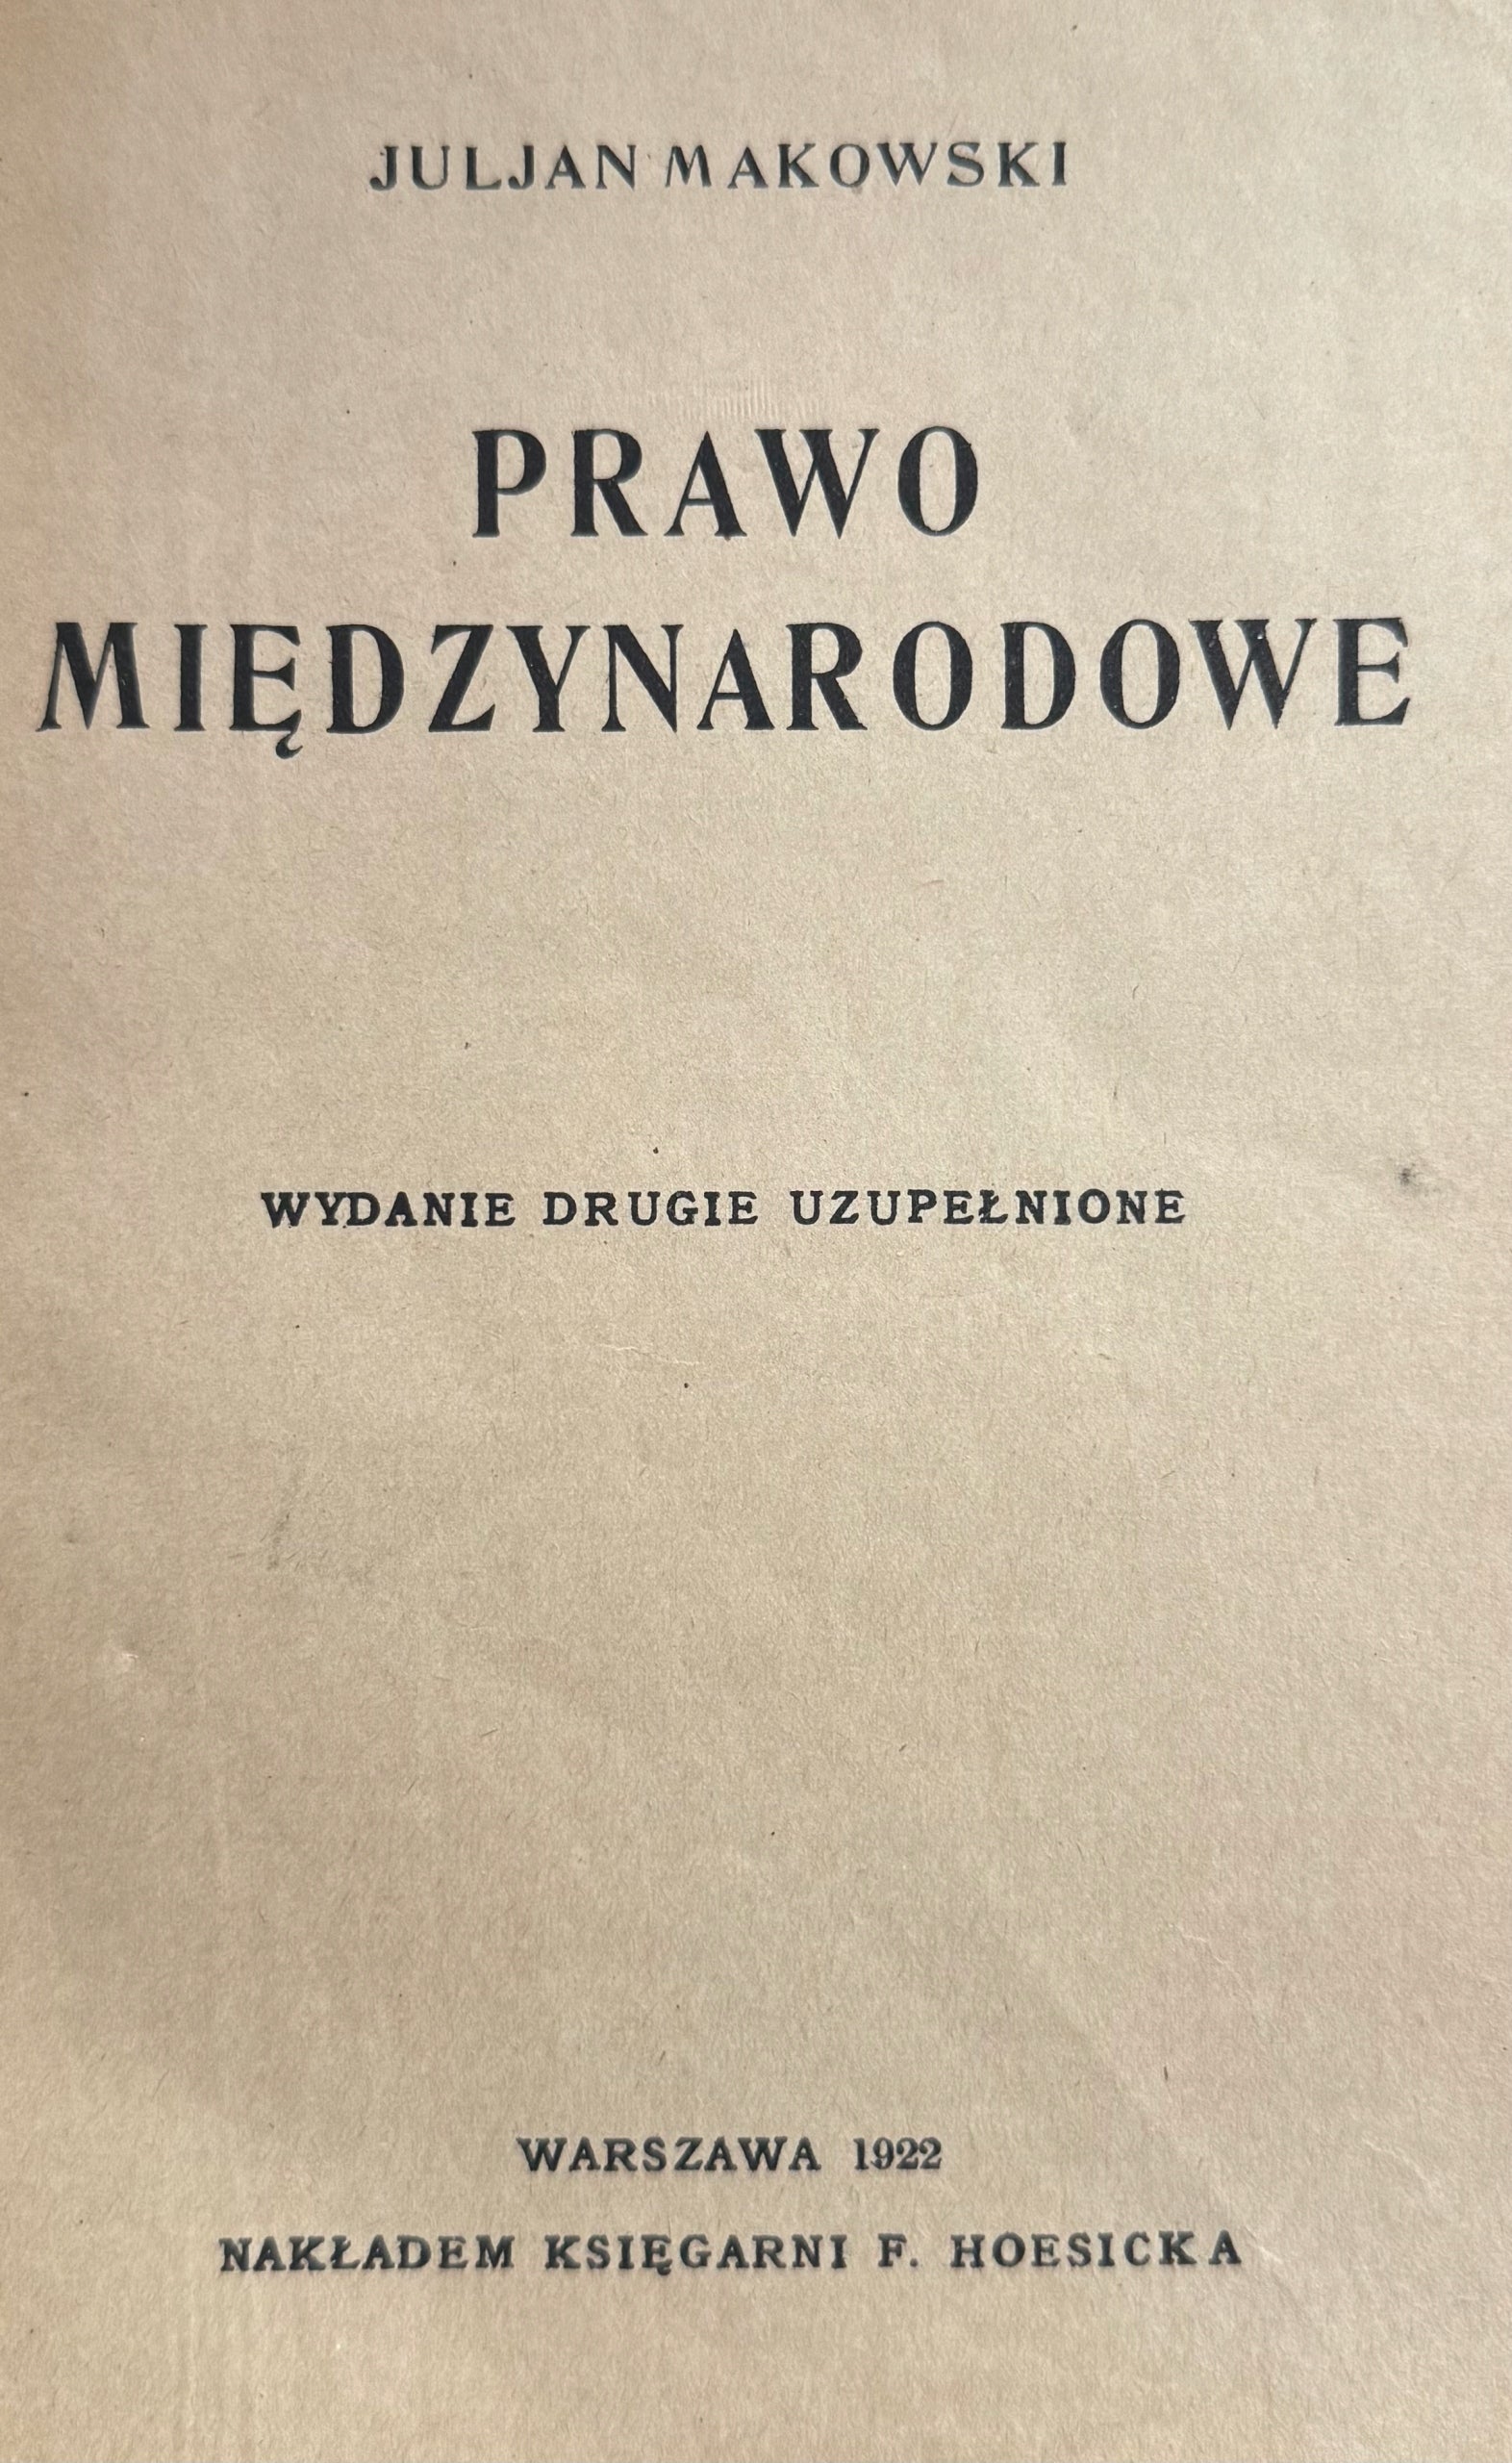 JULJAN MAKOWSKI
PRAWO
MIĘDZYNARODOWE
WYDANIE DRUGIE UZUPEŁNIONE
WARSZAWA 1922
NAKŁADEM KSIĘGARNI F. HOESICKA